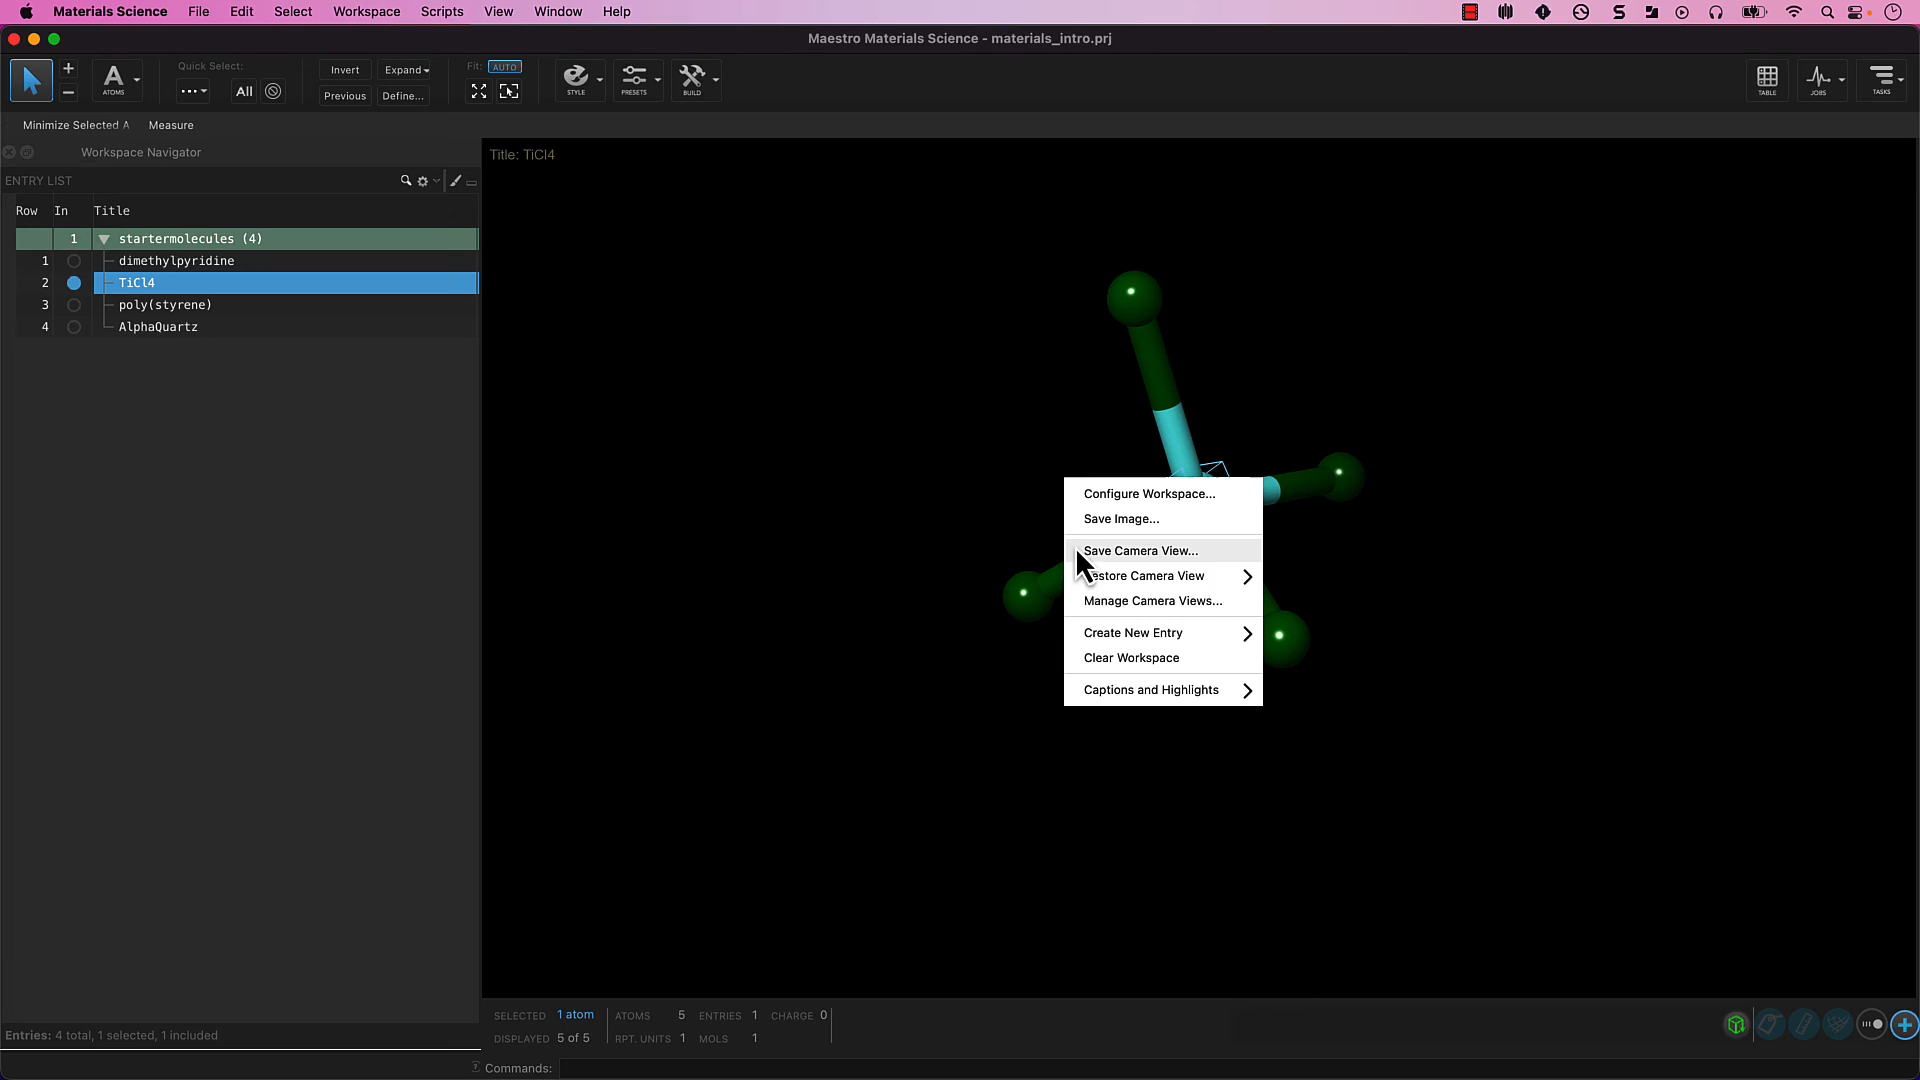 Materials Science File Edit Select Workspace Scripts View Window Help
Maestro Materials Science - materials_intro.prj
ATOMS
Quick Select:
All
Invert
Expand
Previous
Define...
Fit: AUTO
STYLE
PRESETS
BUILD
TABLE
JOBS
TASKS
Minimize Selected A
Measure
Workspace Navigator
ENTRY LIST
Row In Title
1 startermolecules (4)
1 dimethylpyridine
2 TiCl4
3 poly(styrene)
4 AlphaQuartz
Title: TiCl4
Configure Workspace...
Save Image...
Save Camera View...
estore Camera View
Manage Camera Views...
Create New Entry
Clear Workspace
Captions and Highlights
SELECTED 1 atom ATOMS 5 ENTRIES 1 CHARGE 0
DISPLAYED 5 of 5 RPT. UNITS 1 MOLS 1
Entries: 4 total, 1 selected, 1 included
Commands: